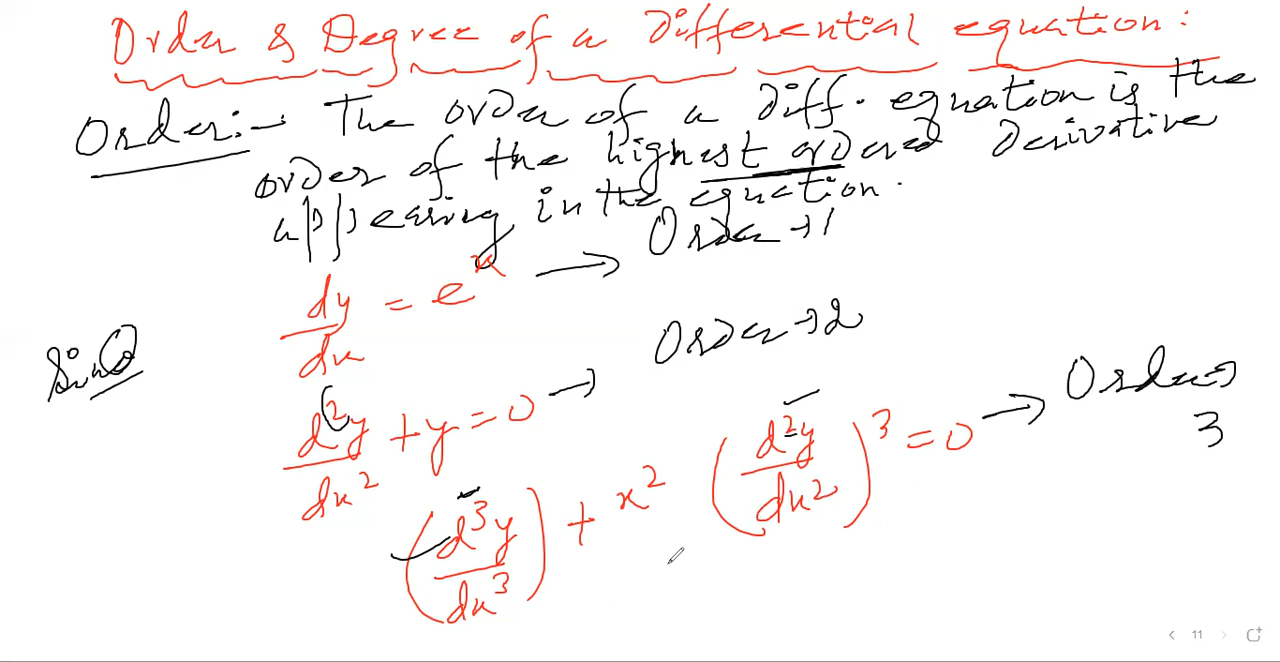 Order & Degree of a differential equation:
Order:- The order of a diff. equation is the
order of the highest ordered derivative
appearing in the equation.
dy/dx = e^x → Order → 1
Sinθ
d²y/dx² + y = 0 → Order → 2
(d³y/dx³) + x² (d²y/dx²)³ = 0 → Order → 3
11